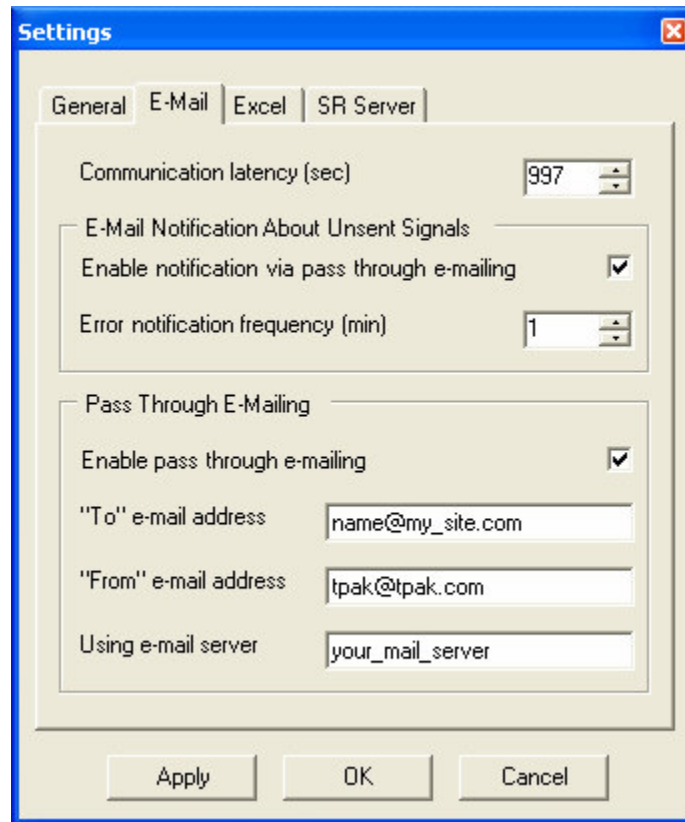 Settings
General E-Mail Excel SR Server
Communication latency (sec) 997
E-Mail Notification About Unsent Signals
Enable notification via pass through e-mailing
Error notification frequency (min) 1
Pass Through E-Mailing
Enable pass through e-mailing
"To" e-mail address name@my_site.com
"From" e-mail address tpak@tpak.com
Using e-mail server your_mail_server
Apply OK Cancel